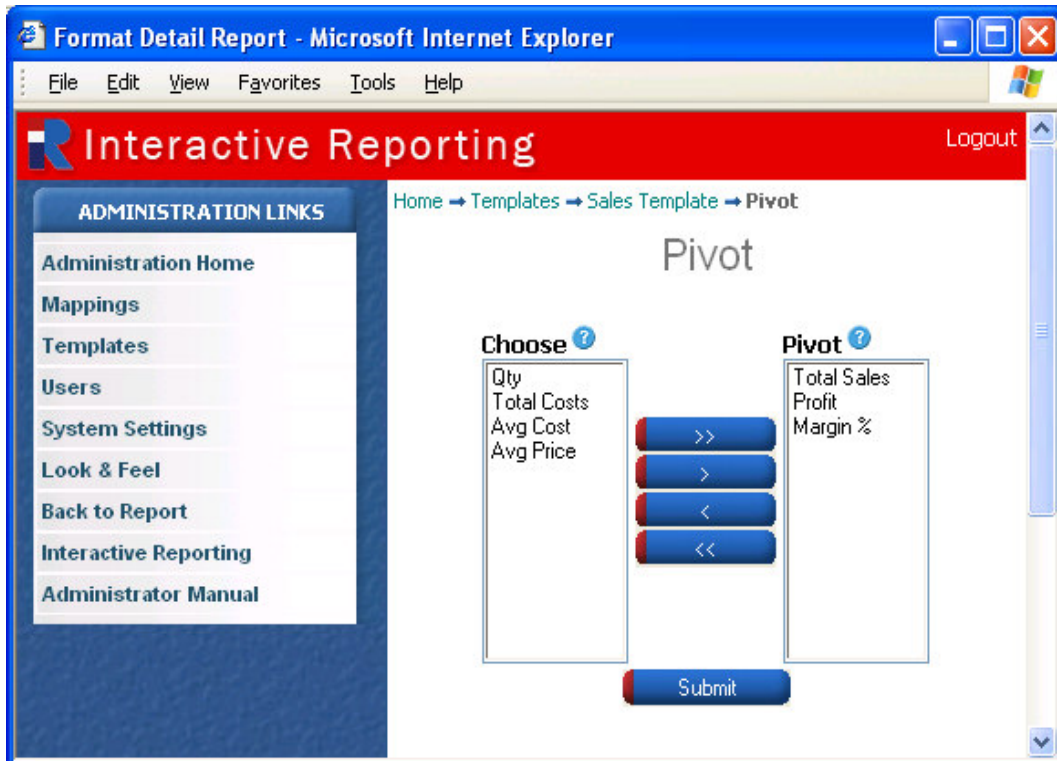 Format Detail Report - Microsoft Internet Explorer
File Edit View Favorites Tools Help
Interactive Reporting
Logout
ADMINISTRATION LINKS
Administration Home
Mappings
Templates
Users
System Settings
Look & Feel
Back to Report
Interactive Reporting
Administrator Manual
Home → Templates → Sales Template → Pivot
Pivot
Choose ?
Qty
Total Costs
Avg Cost
Avg Price
>>
>
<
<<
Pivot ?
Total Sales
Profit
Margin %
Submit